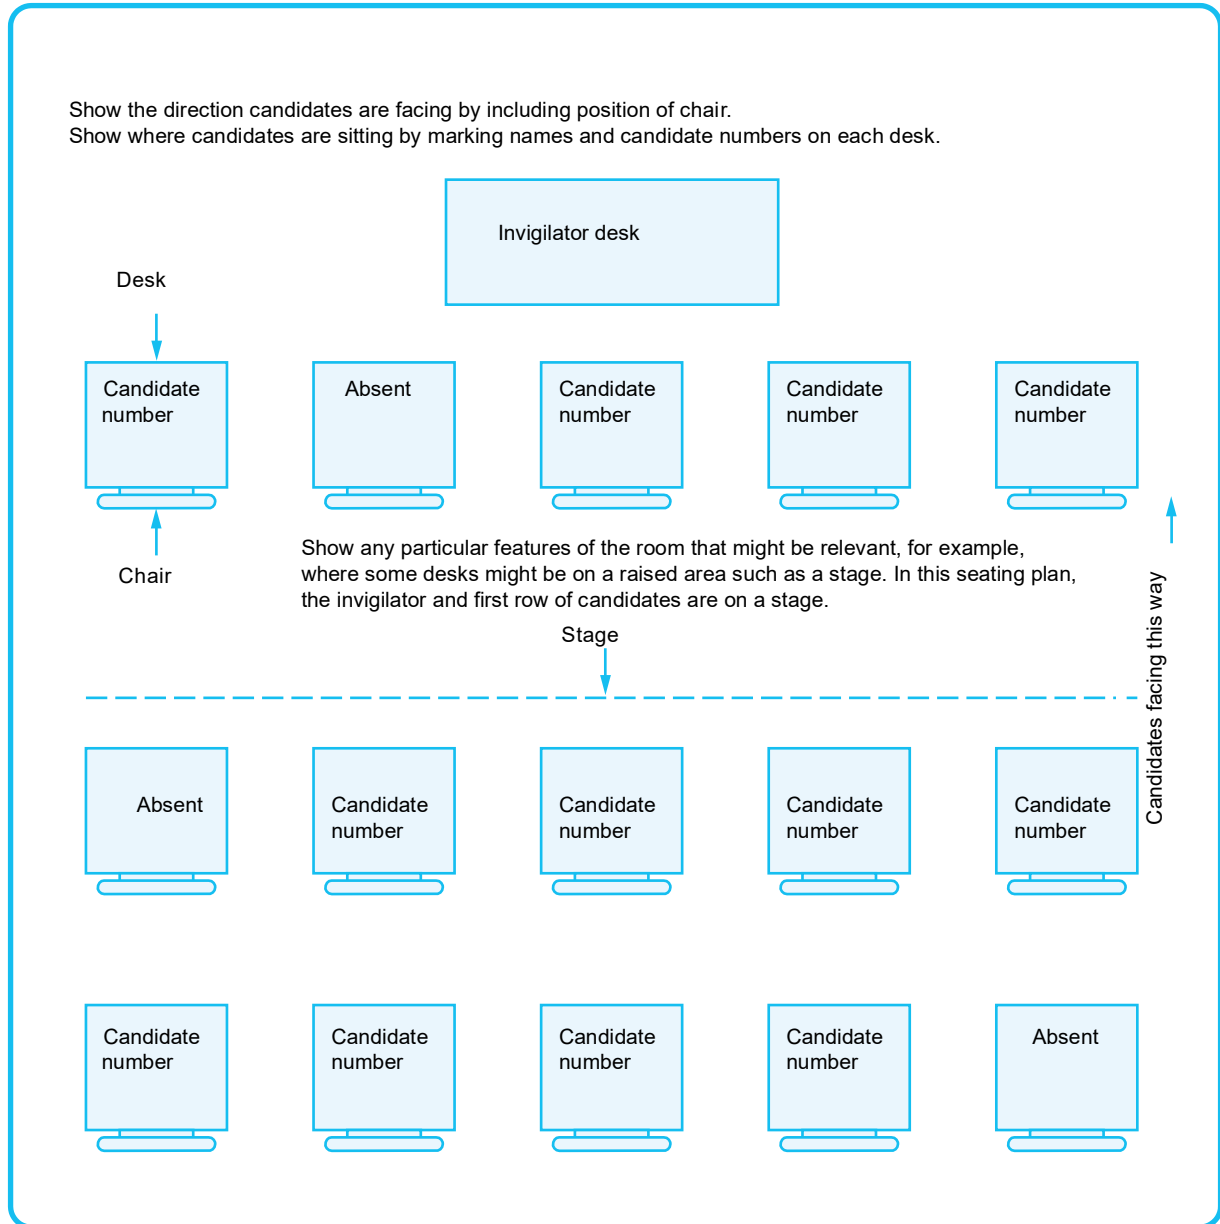 Show the direction candidates are facing by including position of chair.
Show where candidates are sitting by marking names and candidate numbers on each desk.
Invigilator desk
Desk
Candidate
number
Absent
Candidate
number
Candidate
number
Candidate
number
Chair
Show any particular features of the room that might be relevant, for example,
where some desks might be on a raised area such as a stage. In this seating plan,
the invigilator and first row of candidates are on a stage.
Stage
Candidates facing this way
Absent
Candidate
number
Candidate
number
Candidate
number
Candidate
number
Candidate
number
Candidate
number
Candidate
number
Candidate
number
Absent